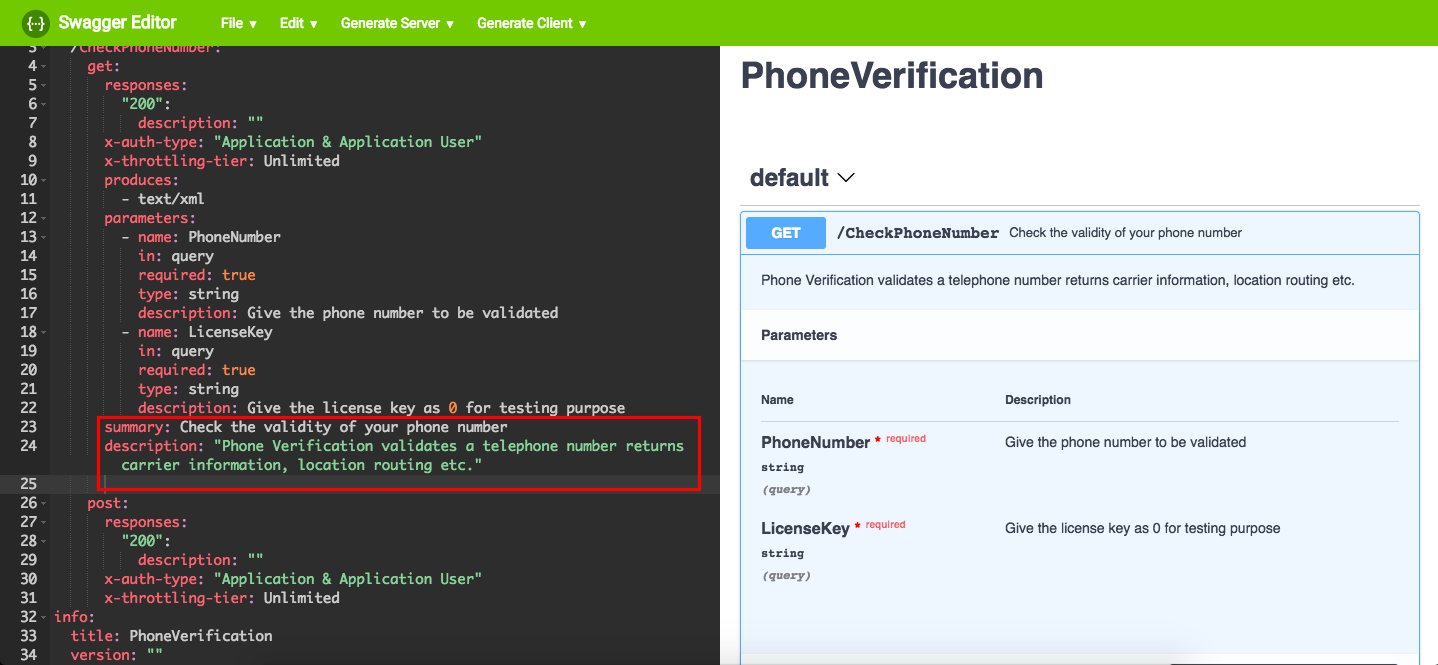 {...} Swagger Editor File ▼ Edit ▼ Generate Server ▼ Generate Client ▼
3 /CheckPhoneNumber:
4 get:
5 responses:
6 "200":
7 description: ""
8 x-auth-type: "Application & Application User"
9 x-throttling-tier: Unlimited
10 produces:
11 - text/xml
12 parameters:
13 - name: PhoneNumber
14 in: query
15 required: true
16 type: string
17 description: Give the phone number to be validated
18 - name: LicenseKey
19 in: query
20 required: true
21 type: string
22 description: Give the license key as 0 for testing purpose
23 summary: Check the validity of your phone number
24 description: "Phone Verification validates a telephone number returns
carrier information, location routing etc."
25
26 post:
27 responses:
28 "200":
29 description: ""
30 x-auth-type: "Application & Application User"
31 x-throttling-tier: Unlimited
32 info:
33 title: PhoneVerification
34 version: ""
PhoneVerification
default
GET /CheckPhoneNumber Check the validity of your phone number
Phone Verification validates a telephone number returns carrier information, location routing etc.
Parameters
Name Description
PhoneNumber * required Give the phone number to be validated
string
(query)
LicenseKey * required Give the license key as 0 for testing purpose
string
(query)